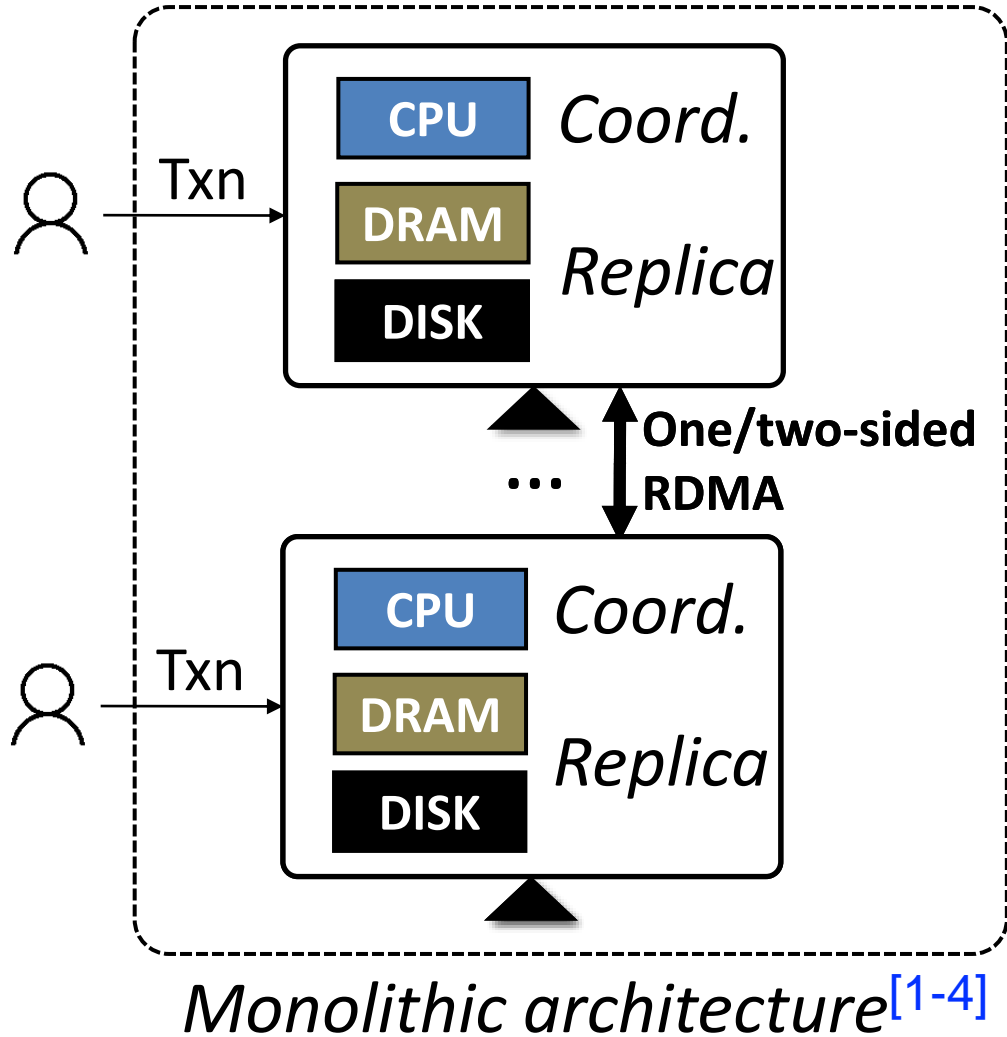 CPU
Coord.
Txn
DRAM
Replica
DISK
One/two-sided
...
RDMA
CPU
Coord.
Txn
DRAM
Replica
DISK
Monolithic architecture[1-4]